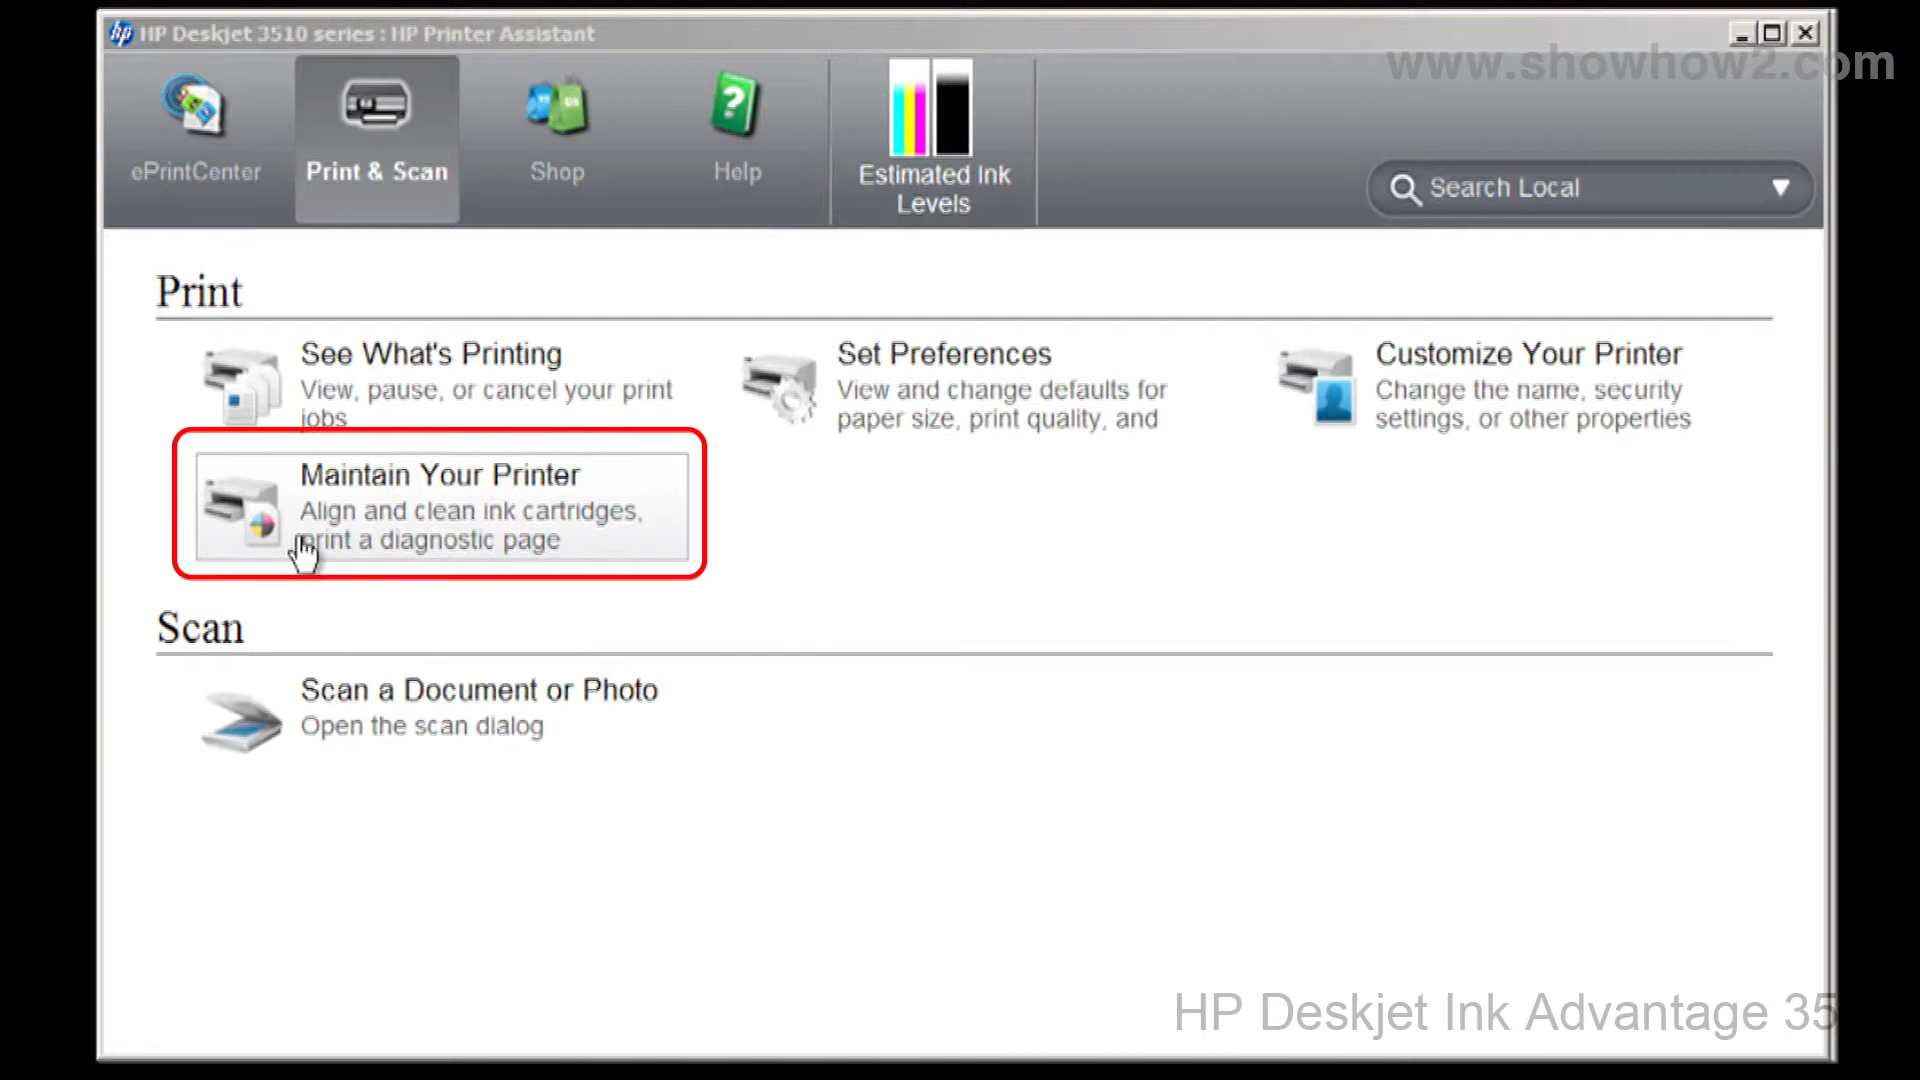 HP Deskjet 3510 series : HP Printer Assistant
www.showhow2.com
ePrintCenter
Print & Scan
Shop
Help
Estimated Ink
Levels
Search Local
Print
See What's Printing
View, pause, or cancel your print
jobs
Set Preferences
View and change defaults for
paper size, print quality, and
Customize Your Printer
Change the name, security
settings, or other properties
Maintain Your Printer
Align and clean ink cartridges,
print a diagnostic page
Scan
Scan a Document or Photo
Open the scan dialog
HP Deskjet Ink Advantage 35